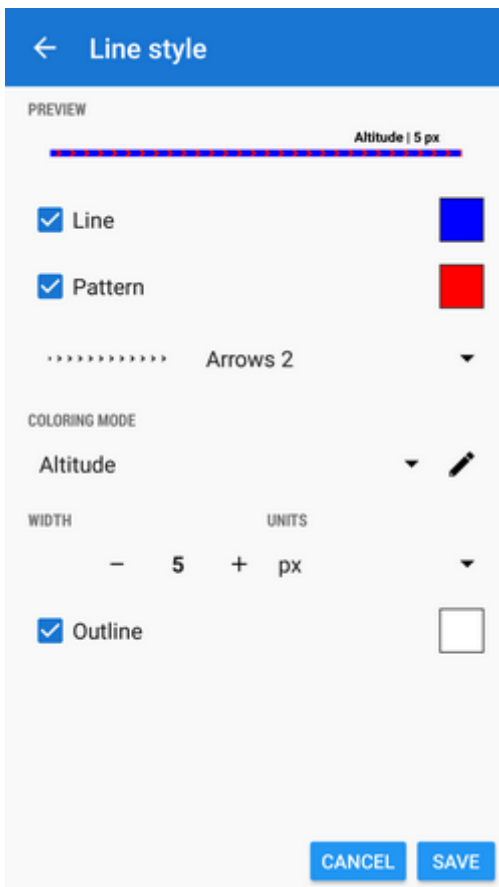 Line style
PREVIEW
Altitude | 5 px
Line
Pattern
Arrows 2
COLORING MODE
Altitude
WIDTH UNITS
− 5 + px
Outline
CANCEL SAVE